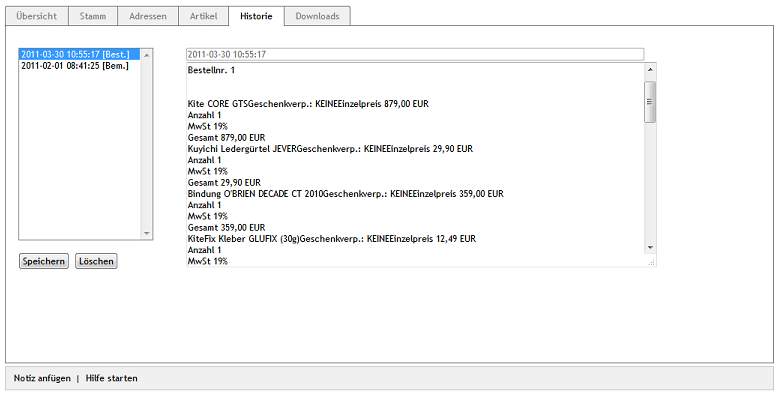 Übersicht Stamm Adressen Artikel Historie Downloads
2011-03-30 10:55:17 [Best.]
2011-02-01 08:41:25 [Bem.]
2011-03-30 10:55:17
Bestellnr. 1
Kite CORE GTSGeschenkverp.: KEINEEinzelpreis 879,00 EUR
Anzahl 1
MwSt 19%
Gesamt 879,00 EUR
Kuyichi Ledergürtel JEVERGeschenkverp.: KEINEEinzelpreis 29,90 EUR
Anzahl 1
MwSt 19%
Gesamt 29,90 EUR
Bindung O'BRIEN DECADE CT 2010Geschenkverp.: KEINEEinzelpreis 359,00 EUR
Anzahl 1
MwSt 19%
Gesamt 359,00 EUR
KiteFix Kleber GLUFIX (30g)Geschenkverp.: KEINEEinzelpreis 12,49 EUR
Anzahl 1
MwSt 19%
Speichern Löschen
Notiz anfügen | Hilfe starten